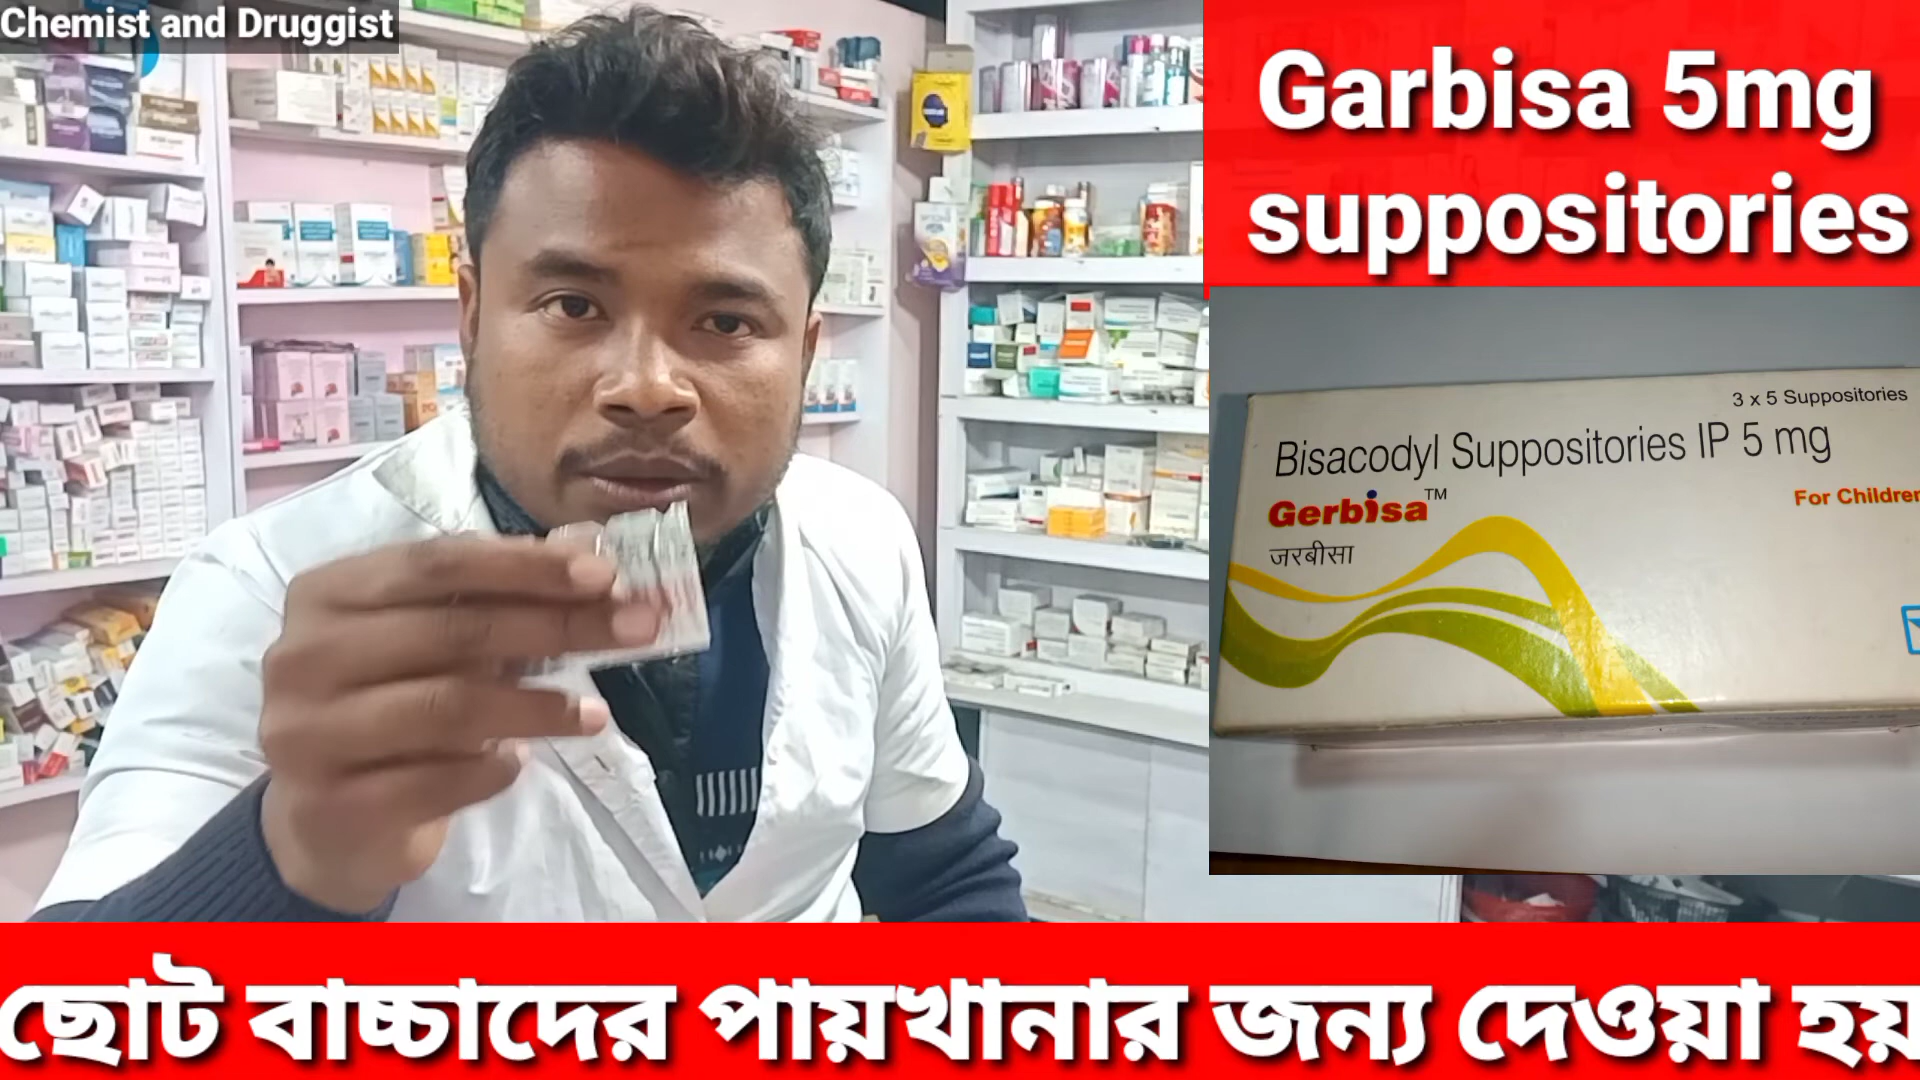 Chemist and Druggist
Garbisa 5mg
suppositories
3 x 5 Suppositories
Bisacodyl Suppositories IP 5 mg
Gerbisa™
For Children
जरबीसा
ছোট বাচ্চাদের পায়খানার জন্য দেওয়া হয়